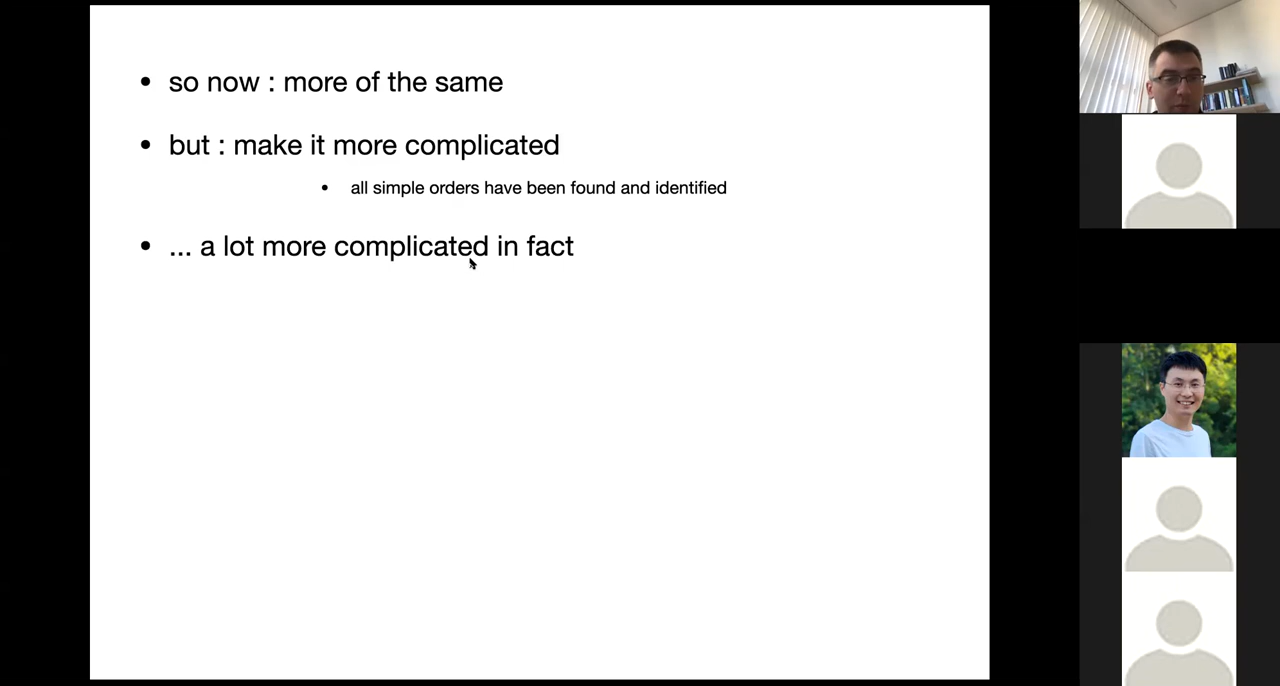 • so now : more of the same
• but : make it more complicated
• all simple orders have been found and identified
• ... a lot more complicated in fact